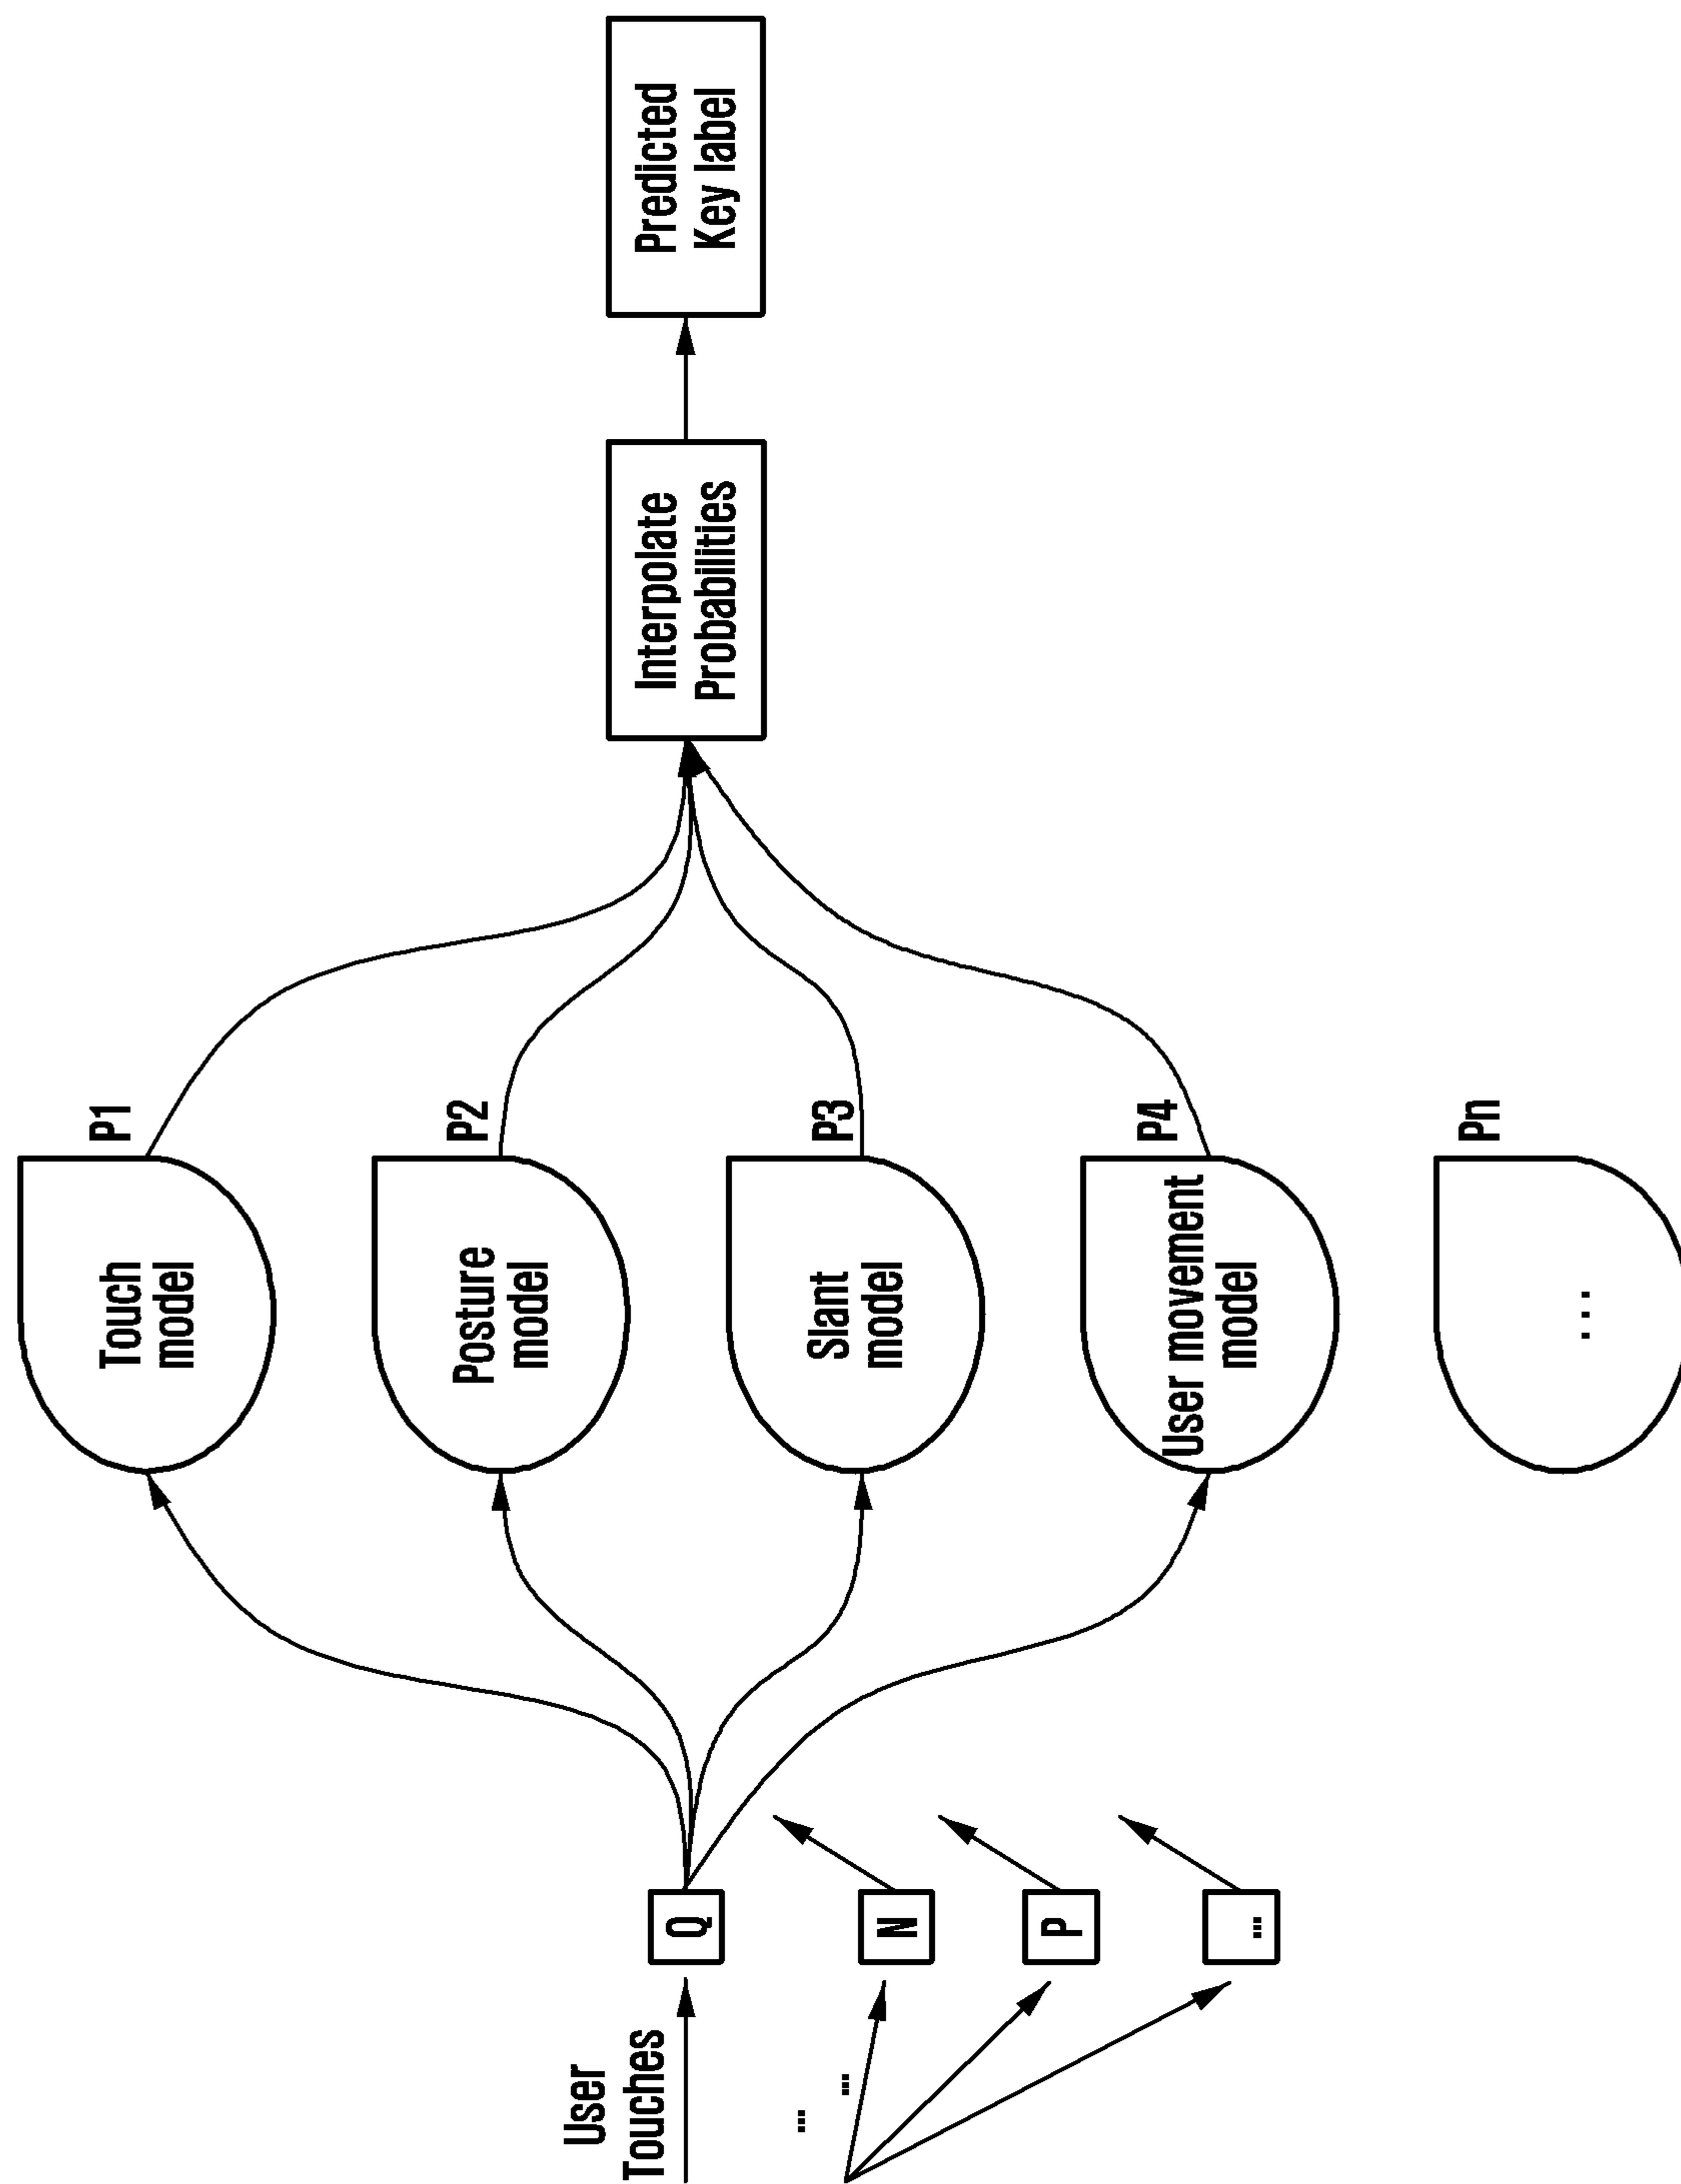 User
Touches
...
...
Q
N
P
...
Touch
model
P1
Posture
model
P2
Slant
model
P3
User movement
model
P4
...
Pn
Interpolate
Probabilities
Predicted
Key label